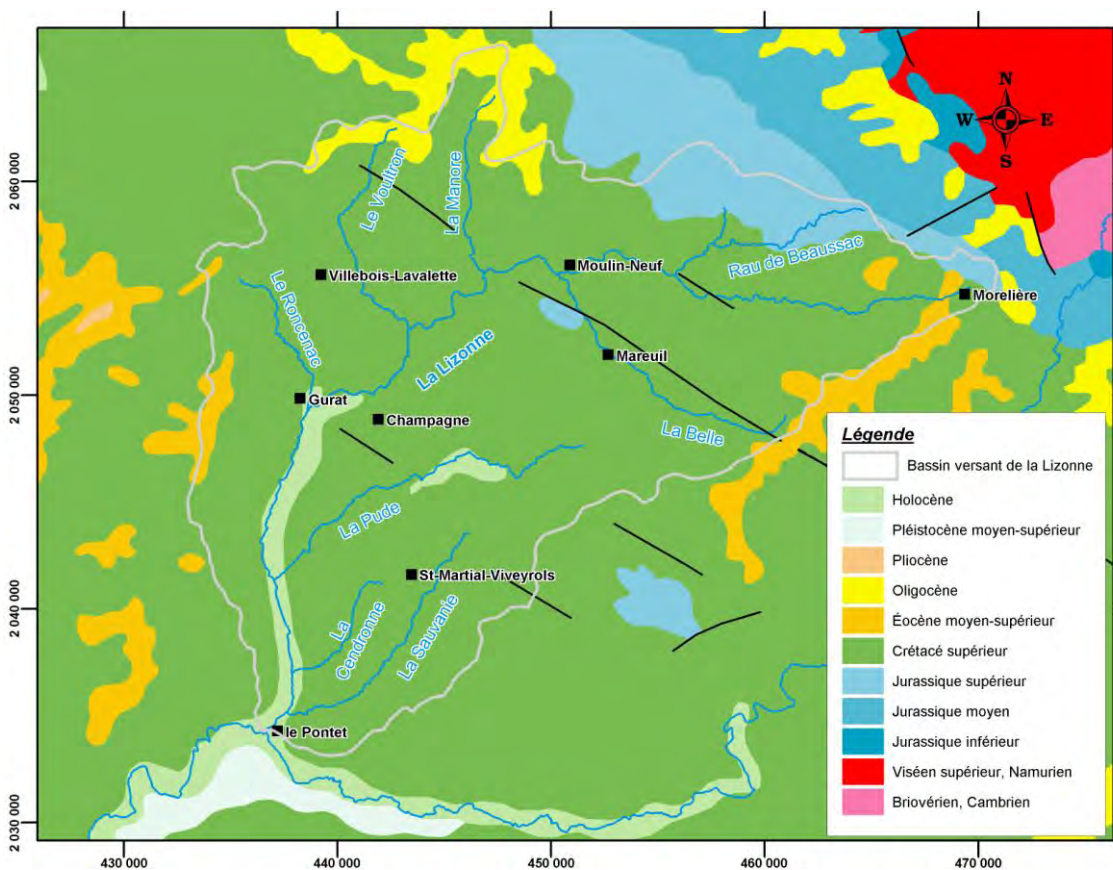 N
W
E
S
2 060 000
2 050 000
2 040 000
2 030 000
Le Voultron
La Manore
Villebois-Lavalette
Moulin-Neuf
Rau de Beaussac
Morelière
Le Roncenac
La Lizonne
Mareuil
Gurat
Champagne
La Belle
La Pude
St-Martial-Viveyrols
La
Cendronne
La Sauvanie
le Pontet
Légende
Bassin versant de la Lizonne
Holocène
Pléistocène moyen-supérieur
Pliocène
Oligocène
Éocène moyen-supérieur
Crétacé supérieur
Jurassique supérieur
Jurassique moyen
Jurassique inférieur
Viséen supérieur, Namurien
Briovérien, Cambrien
430 000
440 000
450 000
460 000
470 000